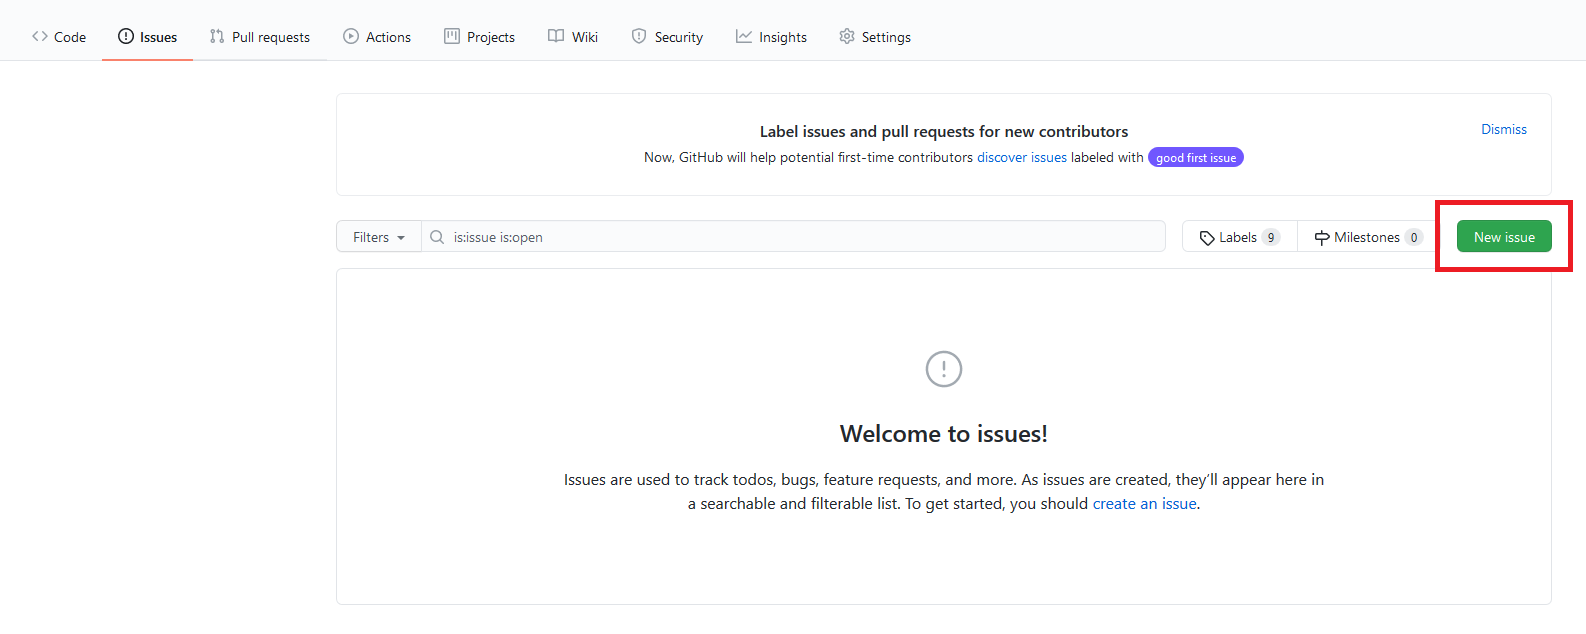 Code Issues Pull requests Actions Projects Wiki Security Insights Settings
Label issues and pull requests for new contributors
Dismiss
Now, GitHub will help potential first-time contributors discover issues labeled with good first issue
Filters is:issue is:open Labels 9 Milestones 0 New issue
Welcome to issues!
Issues are used to track todos, bugs, feature requests, and more. As issues are created, they’ll appear here in
a searchable and filterable list. To get started, you should create an issue.